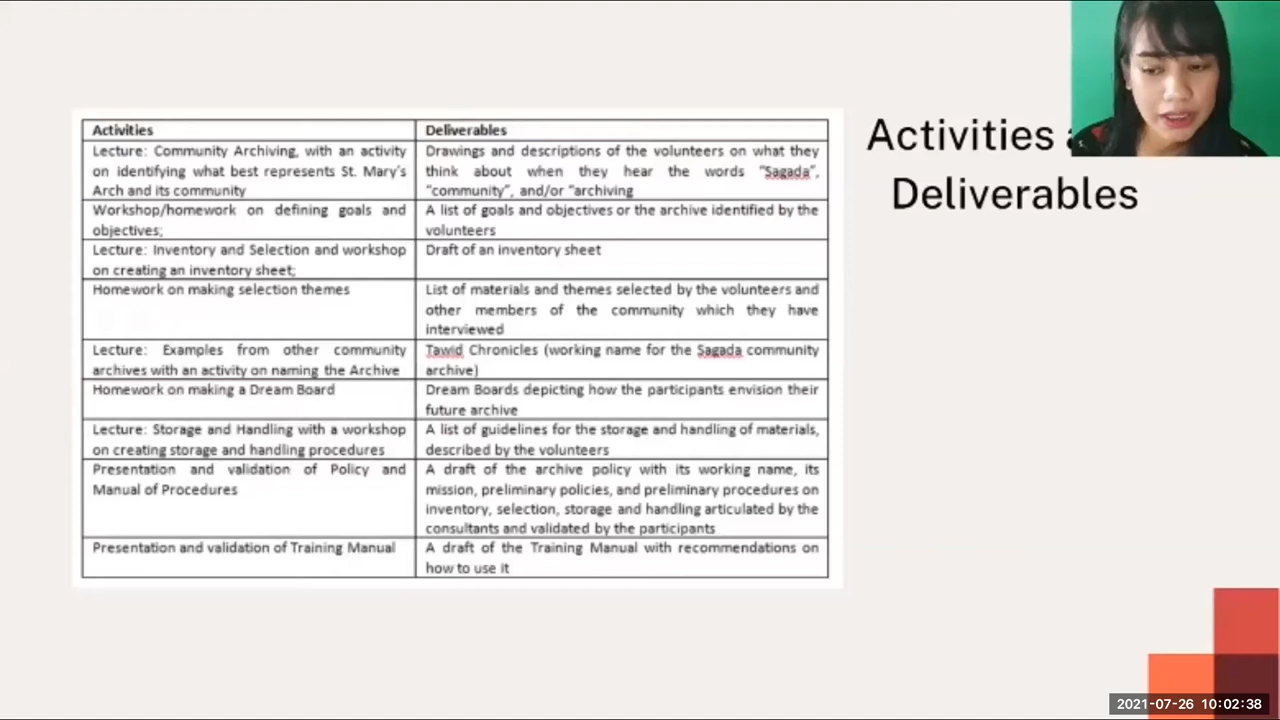 Activities
Deliverables
Activities Deliverables
Lecture: Community Archiving, with an activity
on identifying what best represents St. Mary's
Arch and its community
Drawings and descriptions of the volunteers on what they
think about when they hear the words "Sagada",
"community", and/or "archiving
Workshop/homework on defining goals and
objectives;
A list of goals and objectives or the archive identified by the
volunteers
Lecture: Inventory and Selection and workshop
on creating an inventory sheet;
Draft of an inventory sheet
Homework on making selection themes
List of materials and themes selected by the volunteers and
other members of the community which they have
interviewed
Lecture: Examples from other community
archives with an activity on naming the Archive
Tawid Chronicles (working name for the Sagada community
archive)
Homework on making a Dream Board
Dream Boards depicting how the participants envision their
future archive
Lecture: Storage and Handling with a workshop
on creating storage and handling procedures
A list of guidelines for the storage and handling of materials,
described by the volunteers
Presentation and validation of Policy and
Manual of Procedures
A draft of the archive policy with its working name, its
mission, preliminary policies, and preliminary procedures on
inventory, selection, storage and handling articulated by the
consultants and validated by the participants
Presentation and validation of Training Manual
A draft of the Training Manual with recommendations on
how to use it
2021-07-26 10:02:38